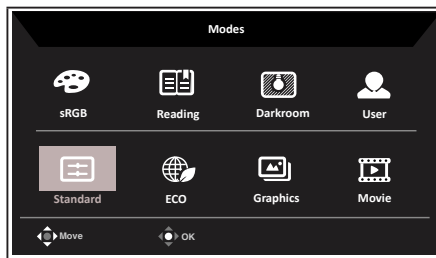 Modes
sRGB Reading Darkroom User
Standard ECO Graphics Movie
Move OK